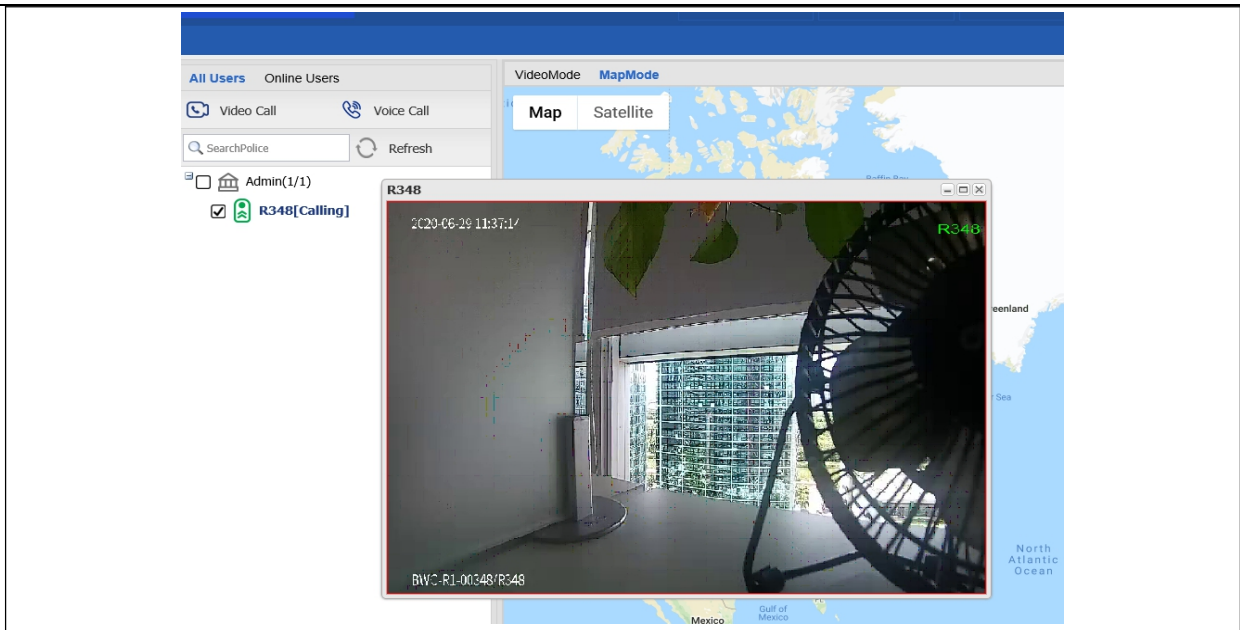 All Users Online Users
Video Call Voice Call
SearchPolice Refresh
Admin(1/1)
R348[Calling]
VideoMode MapMode
Map Satellite
R348
2020-06-29 11:37:1
R348
BWC-R1-00348/R348
eenland
Sea
North
Atlantic
Ocean
Gulf of
Mexico
Mexico